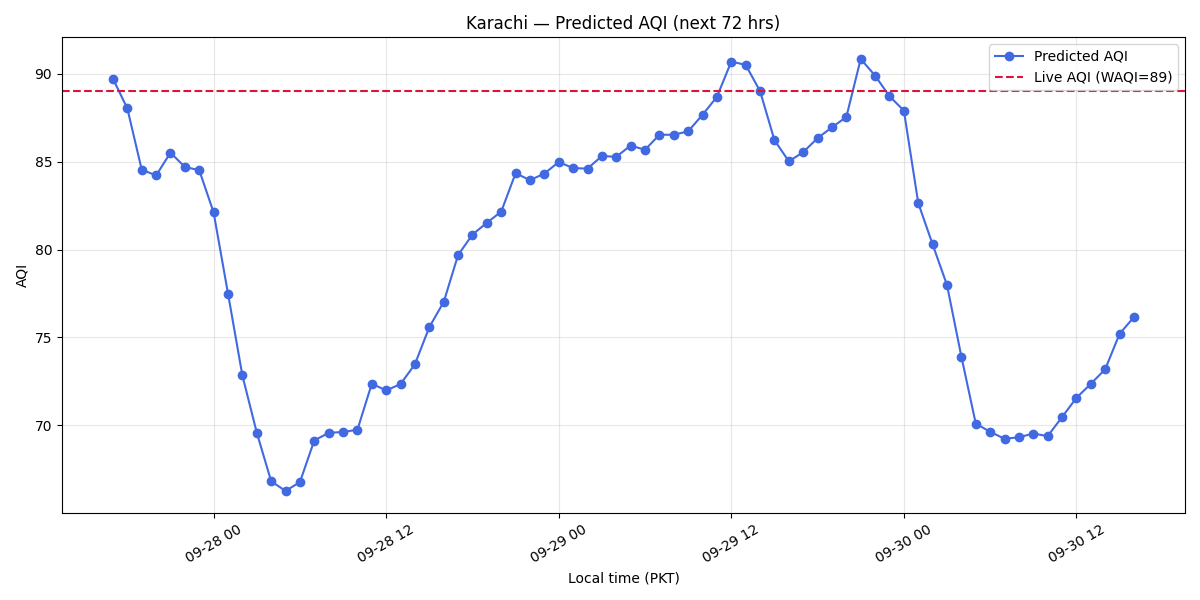 Karachi — Predicted AQI (next 72 hrs)
Predicted AQI
Live AQI (WAQI=89)
90
85
80
75
70
AQI
09-28 00
09-28 12
09-29 00
09-29 12
09-30 00
09-30 12
Local time (PKT)